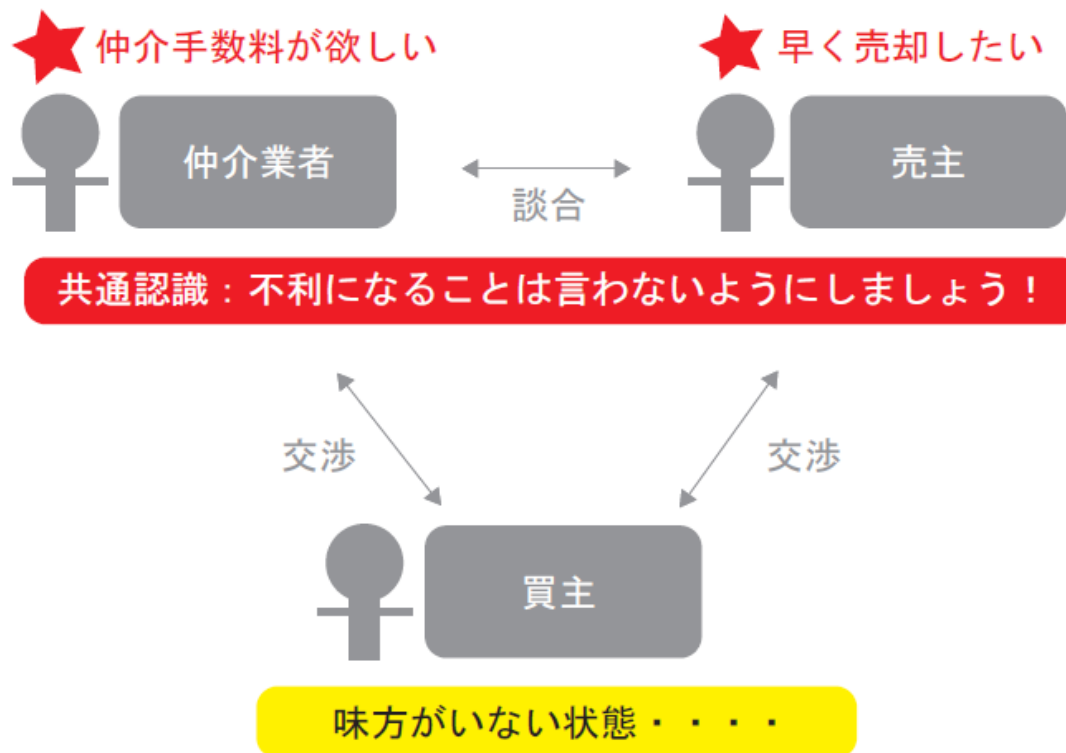 仲介手数料が欲しい
早く売却したい
仲介業者
売主
談合
共通認識：不利になることは言わないようにしましょう！
交渉
交渉
買主
味方がいない状態・・・・